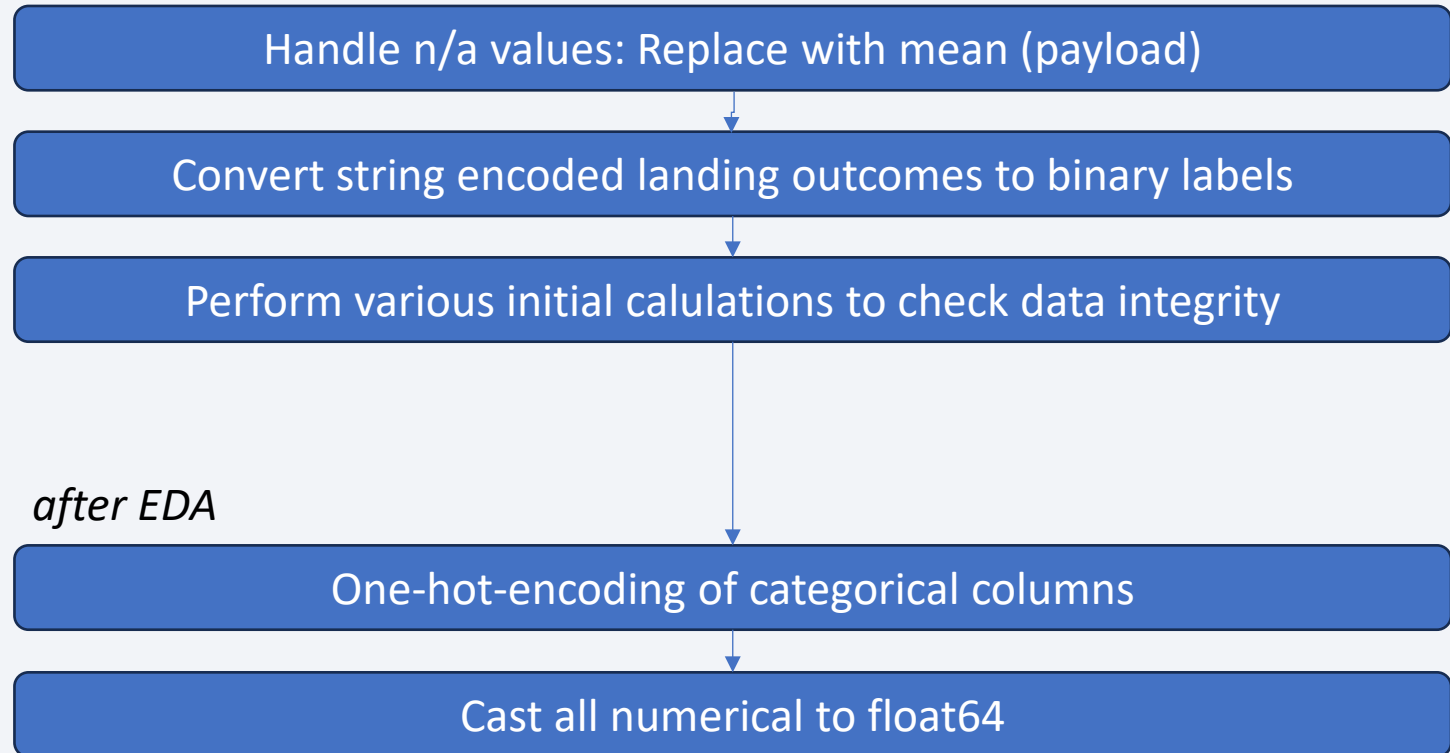 Handle n/a values: Replace with mean (payload)
Convert string encoded landing outcomes to binary labels
Perform various initial calulations to check data integrity
after EDA
One-hot-encoding of categorical columns
Cast all numerical to float64